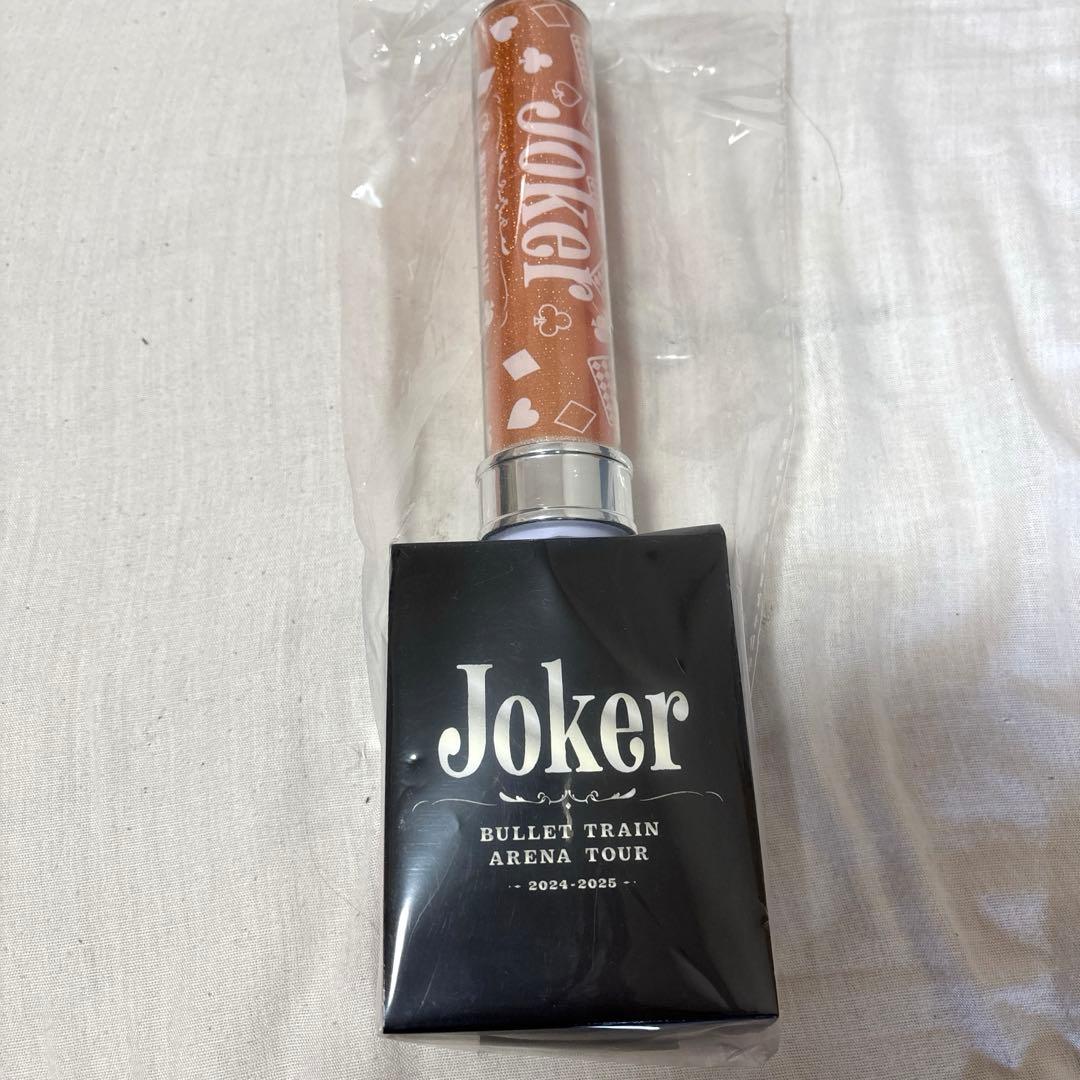 Joker
Joker
BULLET TRAIN
ARENA TOUR
2024-2025